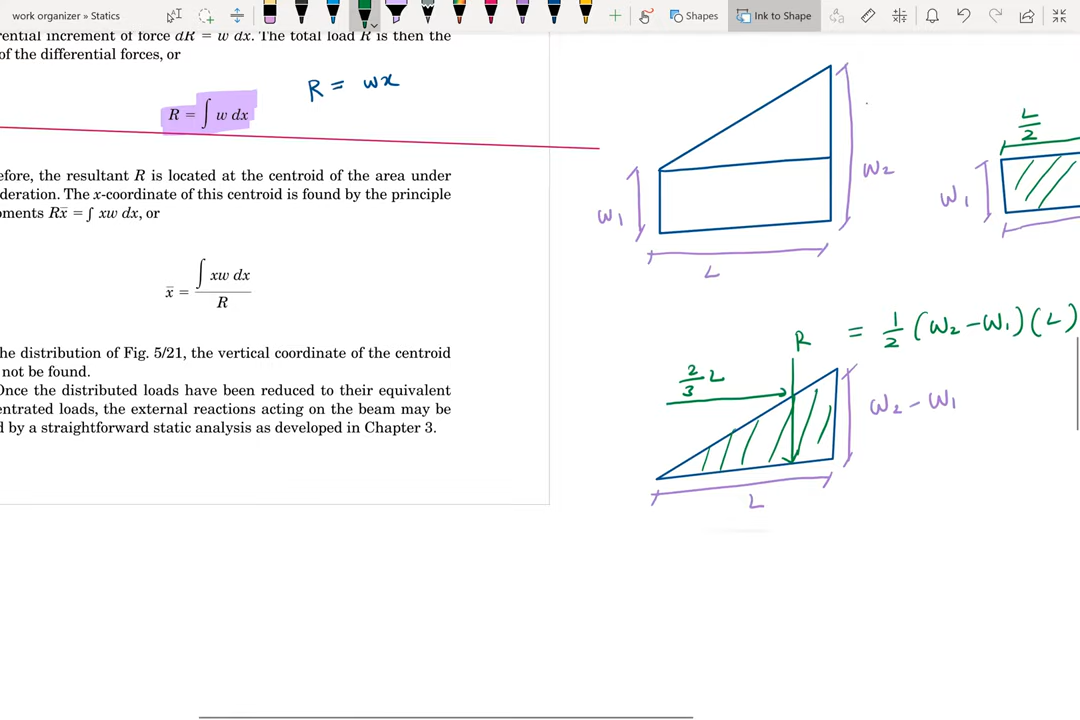 work organizer » Statics
Shapes
Ink to Shape
rential increment of force dR = w dx. The total load R is then the
of the differential forces, or
R = ∫ w dx
R = wx
efore, the resultant R is located at the centroid of the area under
deration. The x-coordinate of this centroid is found by the principle
oments Rx̄ = ∫ xw dx, or
x̄ = ∫ xw dx / R
he distribution of Fig. 5/21, the vertical coordinate of the centroid
not be found.
Once the distributed loads have been reduced to their equivalent
entrated loads, the external reactions acting on the beam may be
d by a straightforward static analysis as developed in Chapter 3.
w₁
w₂
L
L/2
w₁
R = 1/2 (w₂ − w₁)(L)
2/3 L
w₂ − w₁
L